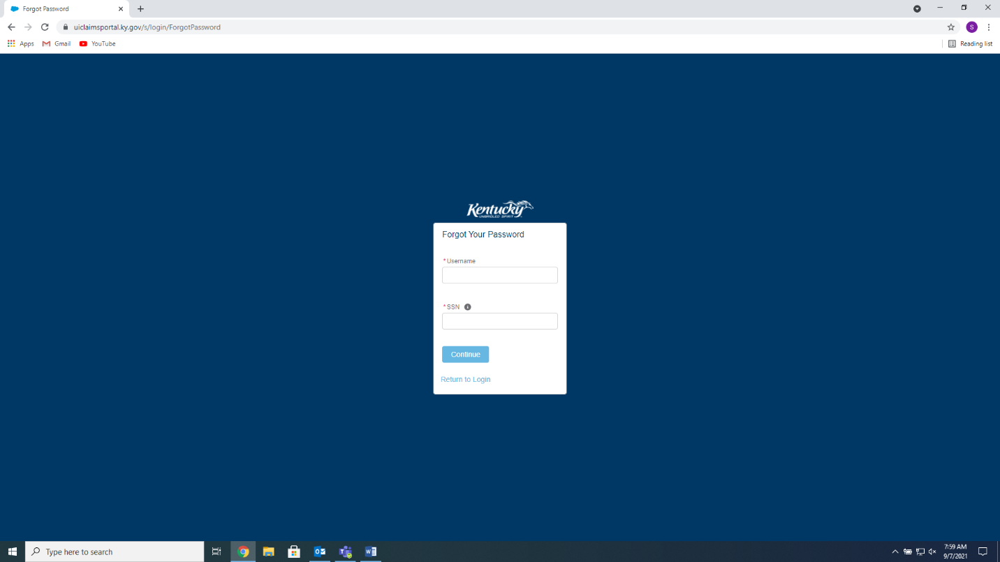 Forgot Password
uiclaimsportal.ky.gov/s/login/ForgotPassword
S
Apps Gmail YouTube Reading list
Kentucky
UNBRIDLED SPIRIT
Forgot Your Password
*Username
*SSN
Continue
Return to Login
Type here to search
7:59 AM
9/7/2021